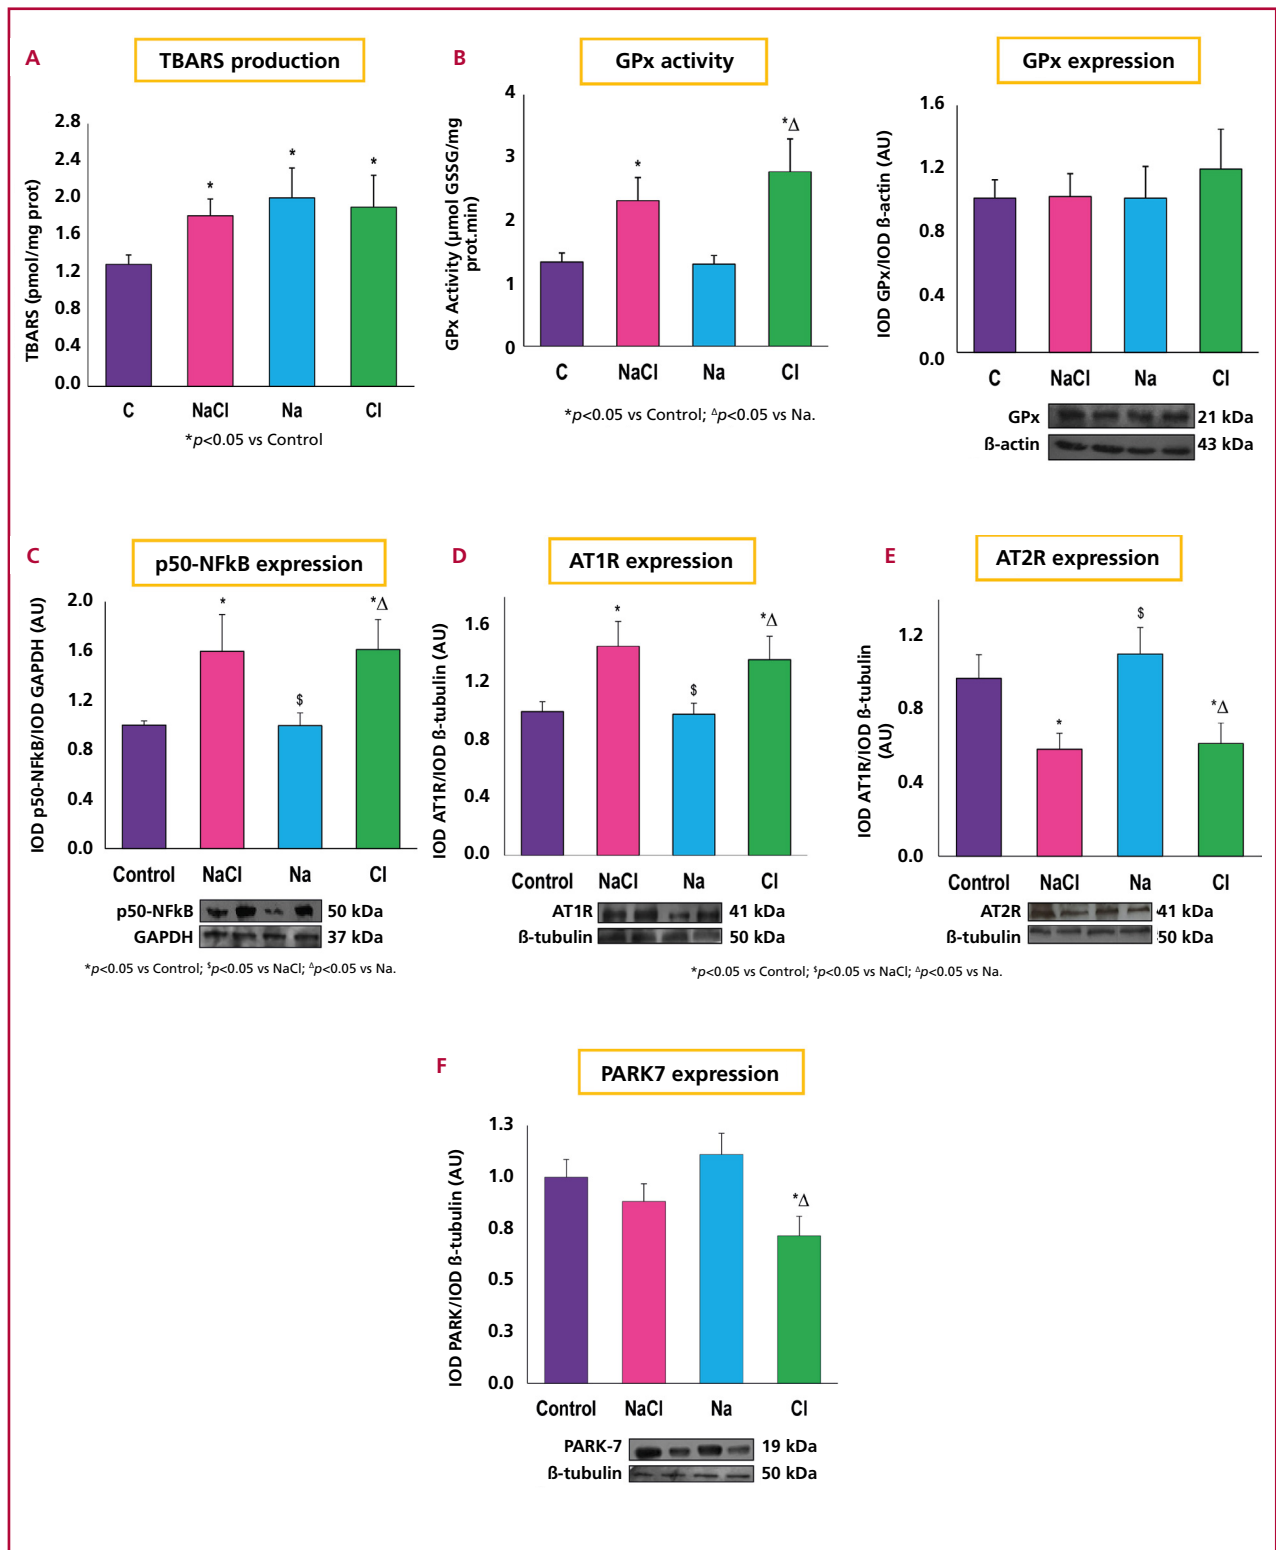 A
TBARS production
TBARS (pmol/mg prot)
2.8
2.4
2.0
1.6
1.2
0.8
0.4
0.0
*
*
*
C NaCl Na Cl
*p<0.05 vs Control
B
GPx activity
GPx Activity (µmol GSSG/mg
prot.min)
4
3
2
1
0
*
*Δ
C NaCl Na Cl
*p<0.05 vs Control; Δp<0.05 vs Na.
GPx expression
IOD GPx/IOD ß-actin (AU)
1.6
1.2
0.8
0.4
0.0
C NaCl Na Cl
GPx 21 kDa
ß-actin 43 kDa
C
p50-NFkB expression
IOD p50-NFkB/IOD GAPDH (AU)
2.0
1.6
1.2
0.8
0.4
0.0
*
$
*Δ
Control NaCl Na Cl
p50-NFkB 50 kDa
GAPDH 37 kDa
*p<0.05 vs Control; $p<0.05 vs NaCl; Δp<0.05 vs Na.
D
AT1R expression
IOD AT1R/IOD ß-tubulin (AU)
1.6
1.2
0.8
0.4
0.0
*
$
*Δ
Control NaCl Na Cl
AT1R 41 kDa
ß-tubulin 50 kDa
E
AT2R expression
IOD AT1R/IOD ß-tubulin
(AU)
1.2
0.8
0.4
0.0
*
$
*Δ
Control NaCl Na Cl
AT2R 41 kDa
ß-tubulin 50 kDa
*p<0.05 vs Control; $p<0.05 vs NaCl; Δp<0.05 vs Na.
F
PARK7 expression
IOD PARK/IOD ß-tubulin (AU)
1.3
1.0
0.8
0.5
0.3
0.0
*Δ
Control NaCl Na Cl
PARK-7 19 kDa
ß-tubulin 50 kDa